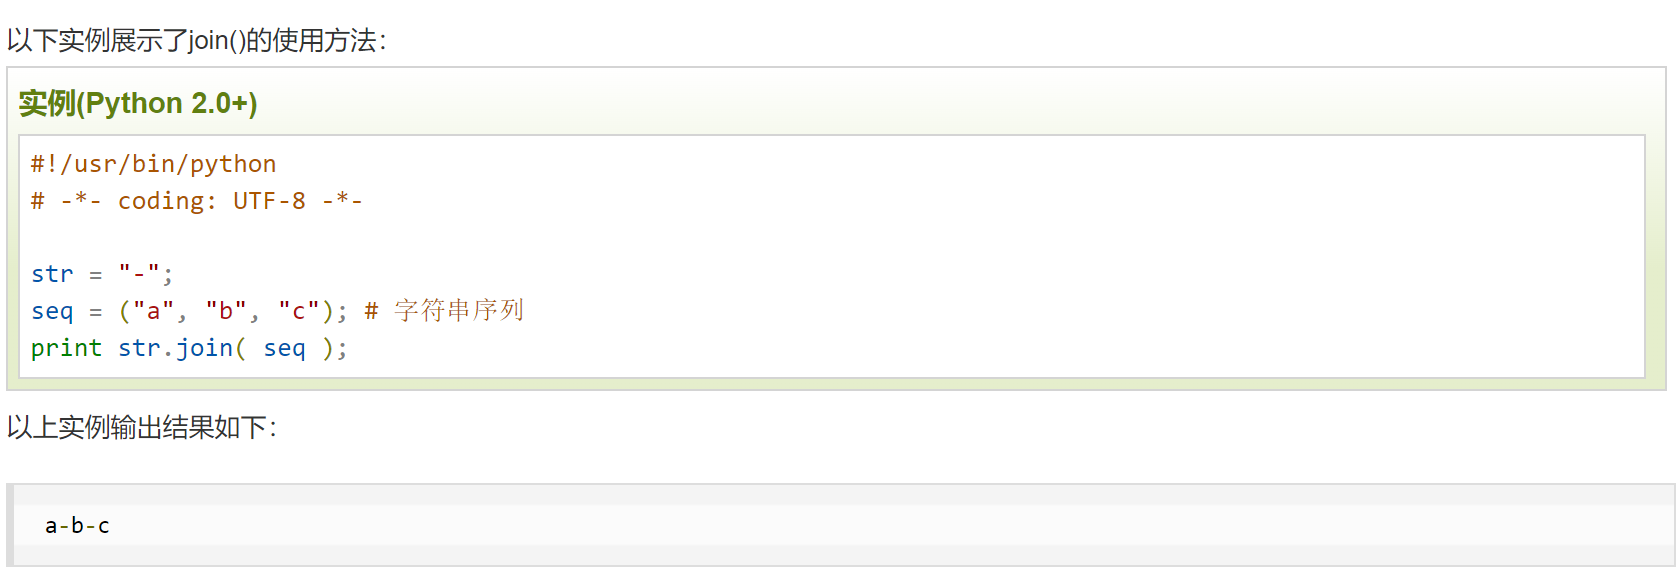 以下实例展示了join()的使用方法：
实例(Python 2.0+)
#!/usr/bin/python
# -*- coding: UTF-8 -*-
str = "-";
seq = ("a", "b", "c"); # 字符串序列
print str.join( seq );
以上实例输出结果如下：
a-b-c